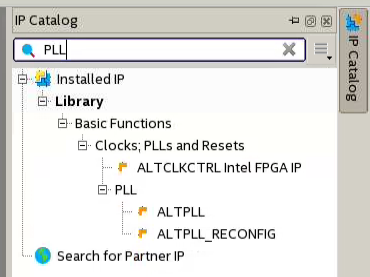 IP Catalog
PLL
Installed IP
Library
Basic Functions
Clocks; PLLs and Resets
ALTCLKCTRL Intel FPGA IP
PLL
ALTPLL
ALTPLL_RECONFIG
Search for Partner IP
IP Catalog